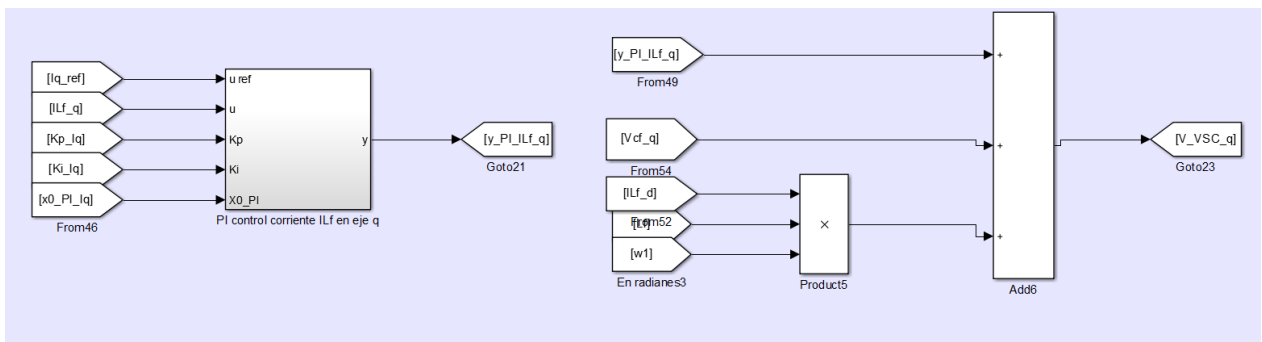 [Iq_ref]
[ILf_q]
[Kp_Iq]
[Ki_Iq]
[x0_PI_Iq]
From46
u ref
u
Kp
Ki
X0_PI
y
PI control corriente ILf en eje q
[y_PI_ILf_q]
Goto21
[y_PI_ILf_q]
From49
[Vcf_q]
From54
[ILf_d]
From52
[Lf]
[w1]
En radianes3
×
Product5
+
+
+
Add6
[V_VSC_q]
Goto23